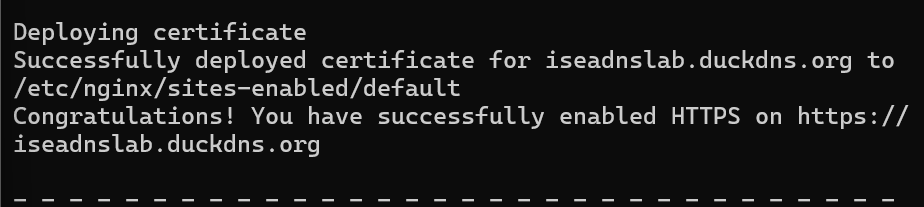 Deploying certificate
Successfully deployed certificate for iseadnslab.duckdns.org to
/etc/nginx/sites-enabled/default
Congratulations! You have successfully enabled HTTPS on https://
iseadnslab.duckdns.org

- - - - - - - - - - - - - - - - - - - - - - - - - - - - - - - -